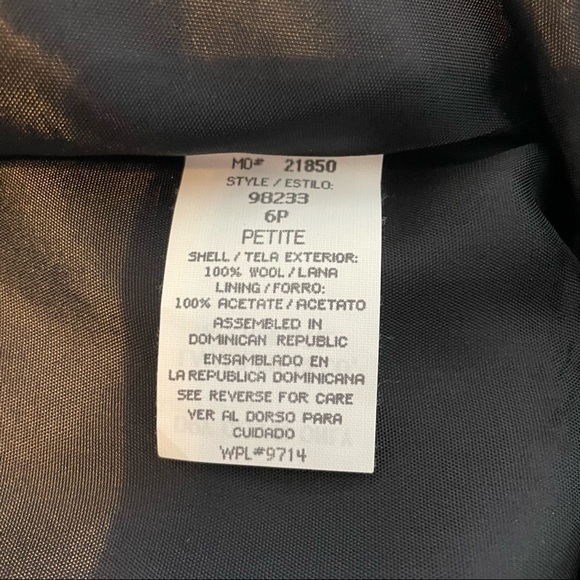 MO# 21850
STYLE / ESTILO:
98233
6P
PETITE
SHELL / TELA EXTERIOR:
100% WOOL / LANA
LINING / FORRO:
100% ACETATE / ACETATO
ASSEMBLED IN
DOMINICAN REPUBLIC
ENSAMBLADO EN
LA REPUBLICA DOMINICANA
SEE REVERSE FOR CARE
VER AL DORSO PARA
CUIDADO
WPL#9714